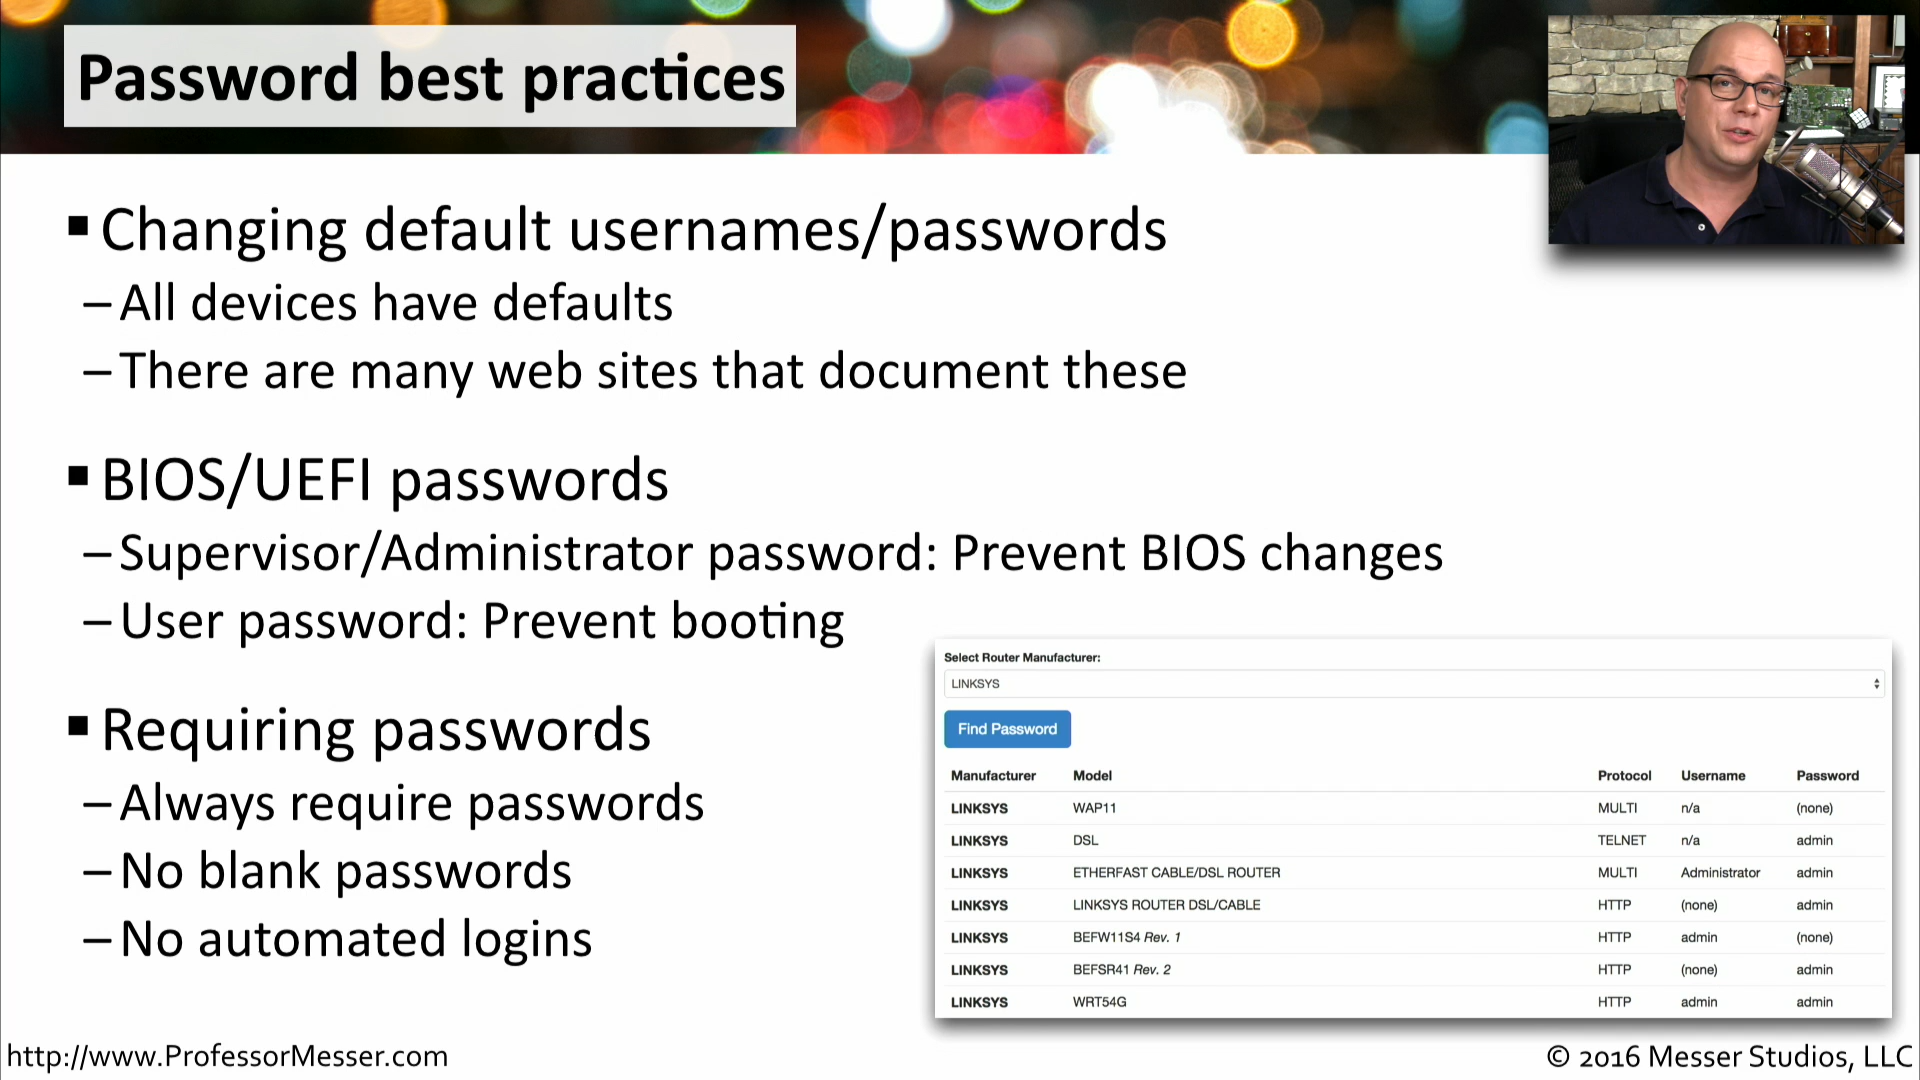 Password best practices
▪ Changing default usernames/passwords
– All devices have defaults
– There are many web sites that document these
▪ BIOS/UEFI passwords
– Supervisor/Administrator password: Prevent BIOS changes
– User password: Prevent booting
▪ Requiring passwords
– Always require passwords
– No blank passwords
– No automated logins
Select Router Manufacturer:
LINKSYS
Find Password
Manufacturer Model Protocol Username Password
LINKSYS WAP11 MULTI n/a (none)
LINKSYS DSL TELNET n/a admin
LINKSYS ETHERFAST CABLE/DSL ROUTER MULTI Administrator admin
LINKSYS LINKSYS ROUTER DSL/CABLE HTTP (none) admin
LINKSYS BEFW11S4 Rev. 1 HTTP admin (none)
LINKSYS BEFSR41 Rev. 2 HTTP (none) admin
LINKSYS WRT54G HTTP admin admin
http://www.ProfessorMesser.com
© 2016 Messer Studios, LLC